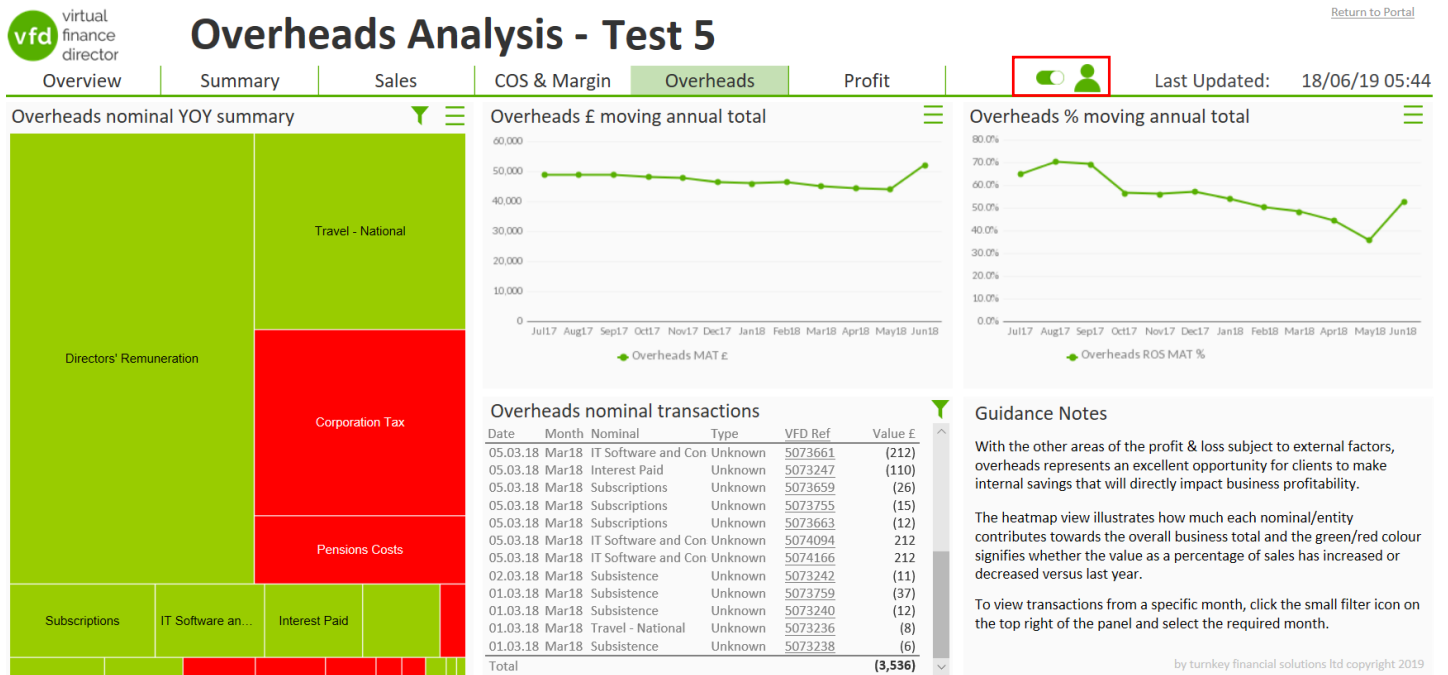 Return to Portal
vfd virtual finance director
Overheads Analysis - Test 5
Overview Summary Sales COS & Margin Overheads Profit Last Updated: 18/06/19 05:44
Overheads nominal YOY summary
Directors' Remuneration
Travel - National
Corporation Tax
Pensions Costs
Subscriptions
IT Software an...
Interest Paid
Overheads £ moving annual total
60,000
50,000
40,000
30,000
20,000
10,000
0
Jul17 Aug17 Sep17 Oct17 Nov17 Dec17 Jan18 Feb18 Mar18 Apr18 May18 Jun18
Overheads MAT £
Overheads % moving annual total
80.0%
70.0%
60.0%
50.0%
40.0%
30.0%
20.0%
10.0%
0.0%
Jul17 Aug17 Sep17 Oct17 Nov17 Dec17 Jan18 Feb18 Mar18 Apr18 May18 Jun18
Overheads ROS MAT %
Overheads nominal transactions
Date Month Nominal Type VFD Ref Value £
05.03.18 Mar18 IT Software and Con Unknown 5073661 (212)
05.03.18 Mar18 Interest Paid Unknown 5073247 (110)
05.03.18 Mar18 Subscriptions Unknown 5073659 (26)
05.03.18 Mar18 Subscriptions Unknown 5073755 (15)
05.03.18 Mar18 Subscriptions Unknown 5073663 (12)
05.03.18 Mar18 IT Software and Con Unknown 5074094 212
05.03.18 Mar18 IT Software and Con Unknown 5074166 212
02.03.18 Mar18 Subsistence Unknown 5073242 (11)
01.03.18 Mar18 Subsistence Unknown 5073759 (37)
01.03.18 Mar18 Subsistence Unknown 5073240 (12)
01.03.18 Mar18 Travel - National Unknown 5073236 (8)
01.03.18 Mar18 Subsistence Unknown 5073238 (6)
Total (3,536)
Guidance Notes
With the other areas of the profit & loss subject to external factors,
overheads represents an excellent opportunity for clients to make
internal savings that will directly impact business profitability.
The heatmap view illustrates how much each nominal/entity
contributes towards the overall business total and the green/red colour
signifies whether the value as a percentage of sales has increased or
decreased versus last year.
To view transactions from a specific month, click the small filter icon on
the top right of the panel and select the required month.
by turnkey financial solutions ltd copyright 2019